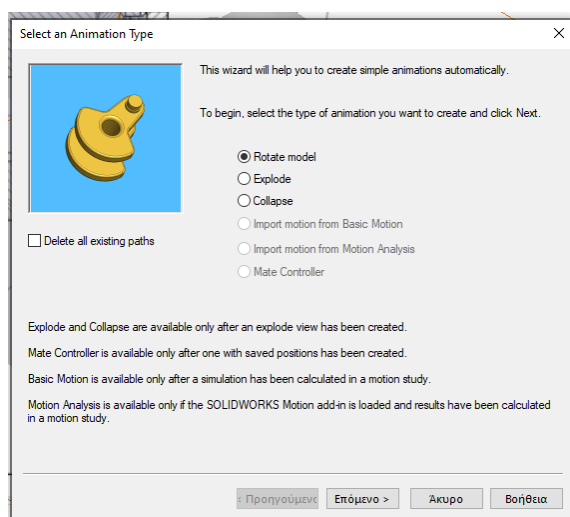 Select an Animation Type
This wizard will help you to create simple animations automatically.
To begin, select the type of animation you want to create and click Next.
Rotate model
Explode
Collapse
Import motion from Basic Motion
Import motion from Motion Analysis
Mate Controller
Delete all existing paths
Explode and Collapse are available only after an explode view has been created.
Mate Controller is available only after one with saved positions has been created.
Basic Motion is available only after a simulation has been calculated in a motion study.
Motion Analysis is available only if the SOLIDWORKS Motion add-in is loaded and results have been calculated
in a motion study.
< Προηγούμενο Επόμενο > Άκυρο Βοήθεια